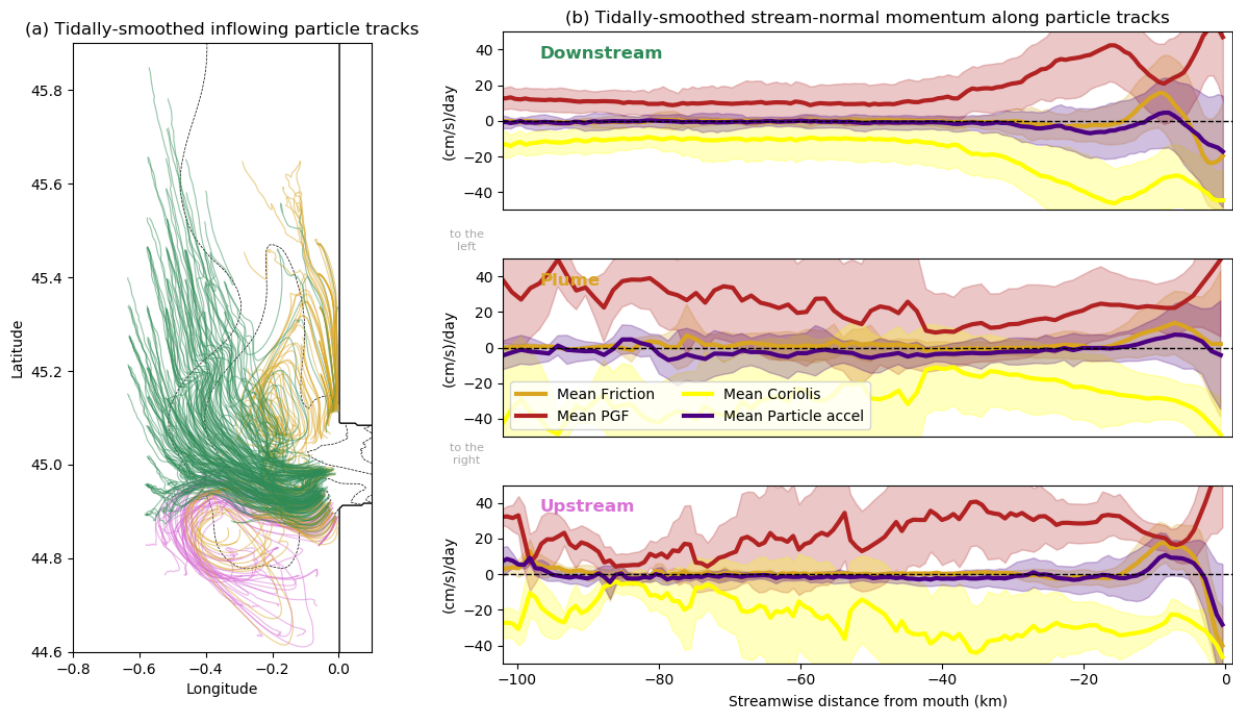 (a) Tidally-smoothed inflowing particle tracks
45.8
45.6
45.4
45.2
45.0
44.8
44.6
Latitude
−0.8
−0.6
−0.4
−0.2
0.0
Longitude
(b) Tidally-smoothed stream-normal momentum along particle tracks
Downstream
40
20
0
−20
−40
(cm/s)/day
to the
left
Plume
40
20
0
−20
−40
(cm/s)/day
Mean Friction
Mean PGF
Mean Coriolis
Mean Particle accel
to the
right
Upstream
40
20
0
−20
−40
(cm/s)/day
−100
−80
−60
−40
−20
0
Streamwise distance from mouth (km)